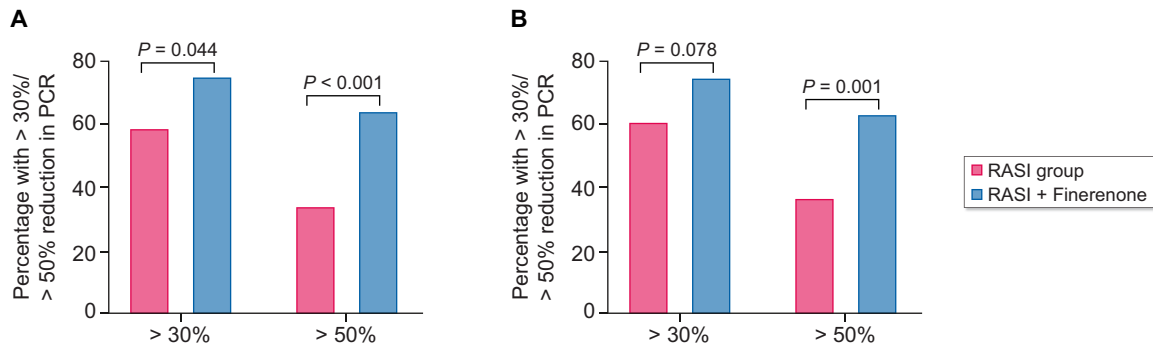 A
Percentage with > 30%/
> 50% reduction in PCR
80
60
40
20
0
P = 0.044
P < 0.001
> 30%
> 50%
B
Percentage with > 30%/
> 50% reduction in PCR
80
60
40
20
0
P = 0.078
P = 0.001
> 30%
> 50%
RASI group
RASI + Finerenone